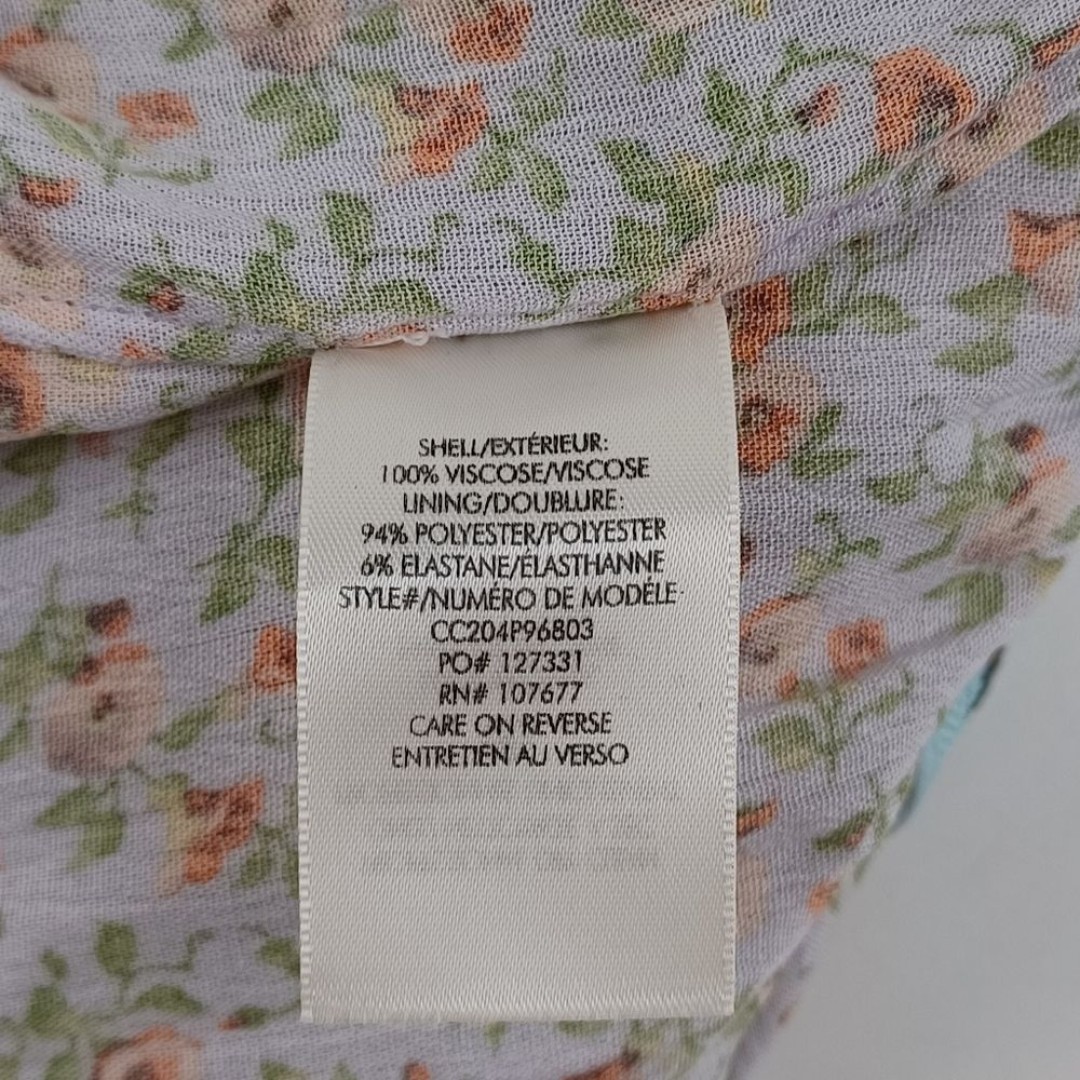 SHELL/EXTÉRIEUR:
100% VISCOSE/VISCOSE
LINING/DOUBLURE:
94% POLYESTER/POLYESTER
6% ELASTANE/ÉLASTHANNE
STYLE#/NUMÉRO DE MODÉLE
CC204P96803
PO# 127331
RN# 107677
CARE ON REVERSE
ENTRETIEN AU VERSO